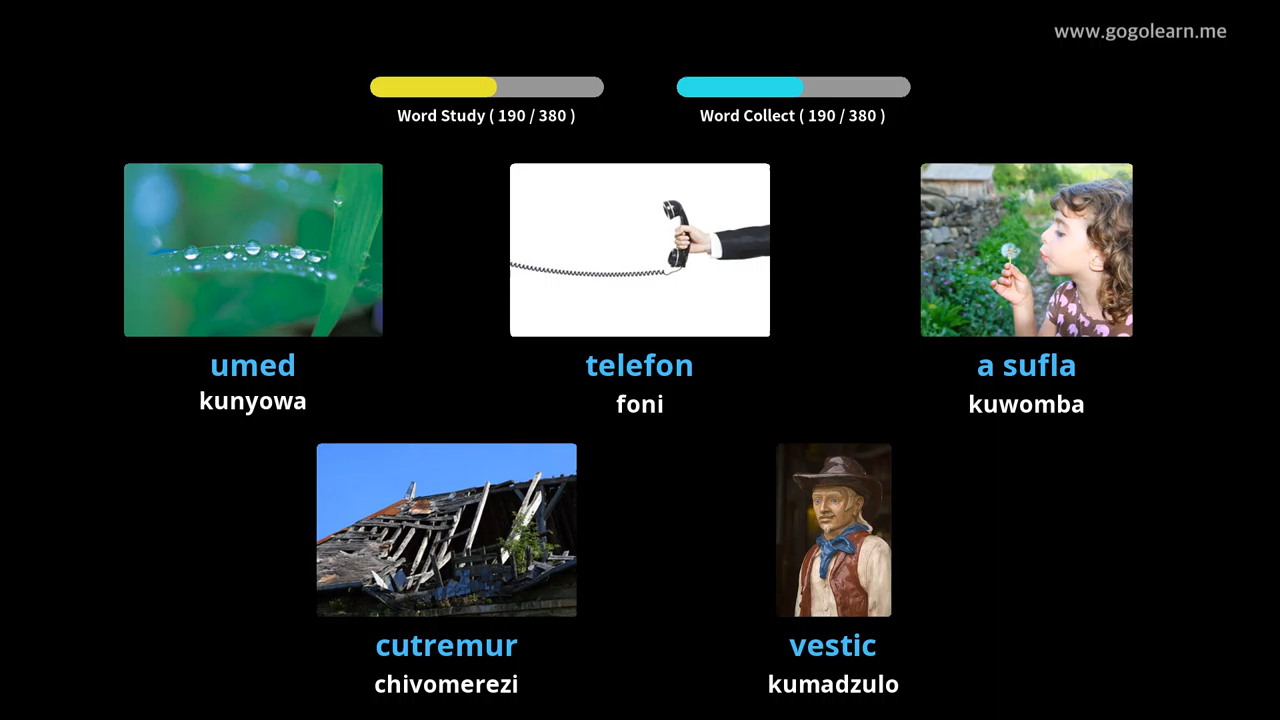 www.gogolearn.me
Word Study ( 190 / 380 )
Word Collect ( 190 / 380 )
umed
kunyowa
telefon
foni
a sufla
kuwomba
cutremur
chivomerezi
vestic
kumadzulo